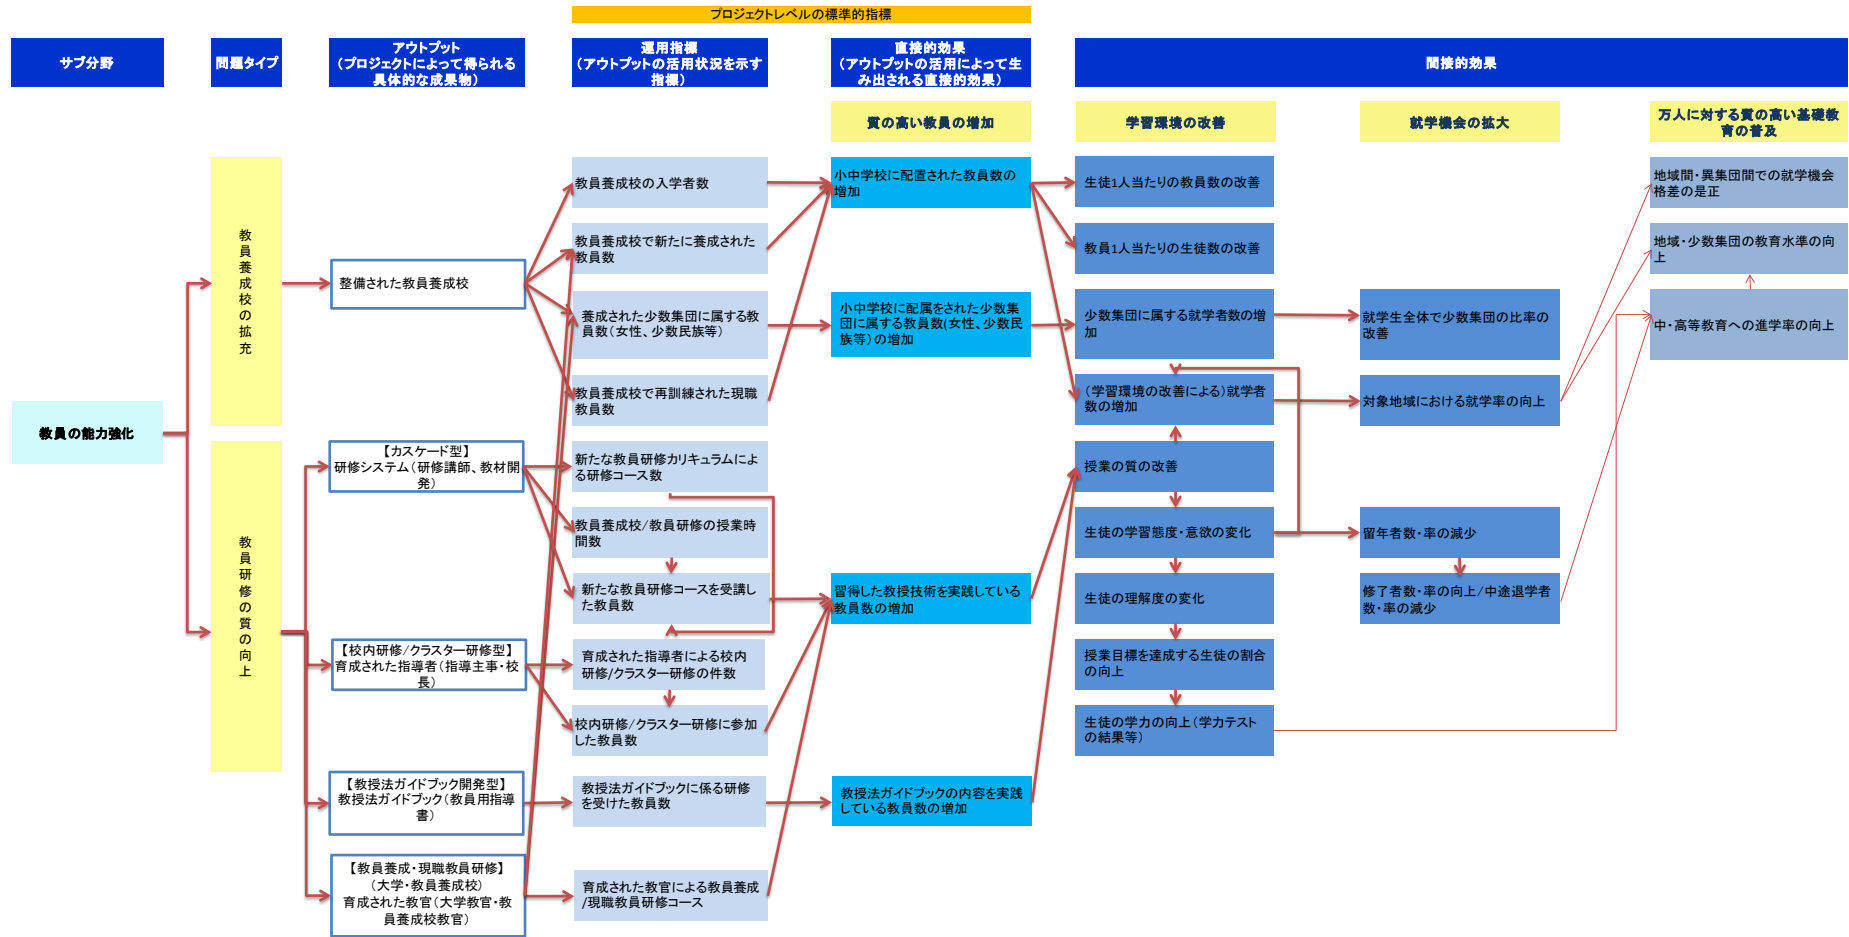 プロジェクトレベルの標準的指標
サブ分野
問題タイプ
アウトプット
（プロジェクトによって得られる
具体的な成果物）
運用指標
（アウトプットの活用状況を示す
指標）
直接的効果
（アウトプットの活用によって生
み出される直接的効果）
間接的効果
質の高い教員の増加
学習環境の改善
就学機会の拡大
万人に対する質の高い基礎教
育の普及
教員の能力強化
教員養成校の拡充
教員研修の質の向上
整備された教員養成校
【カスケード型】
研修システム（研修講師、教材開
発）
【校内研修/クラスター研修型】
育成された指導者（指導主事・校
長）
【教授法ガイドブック開発型】
教授法ガイドブック（教員用指導
書）
【教員養成・現職教員研修】
（大学・教員養成校）
育成された教官（大学教官・教
員養成校教官）
教員養成校の入学者数
教員養成校で新たに養成された
教員数
養成された少数集団に属する教
員数（女性、少数民族等）
教員養成校で再訓練された現職
教員数
新たな教員研修カリキュラムによ
る研修コース数
教員養成校/教員研修の授業時
間数
新たな教員研修コースを受講し
た教員数
育成された指導者による校内
研修/クラスター研修の件数
校内研修/クラスター研修に参加
した教員数
教授法ガイドブックに係る研修
を受けた教員数
育成された教官による教員養成
/現職教員研修コース
小中学校に配置された教員数の
増加
小中学校に配属をされた少数集
団に属する教員数(女性、少数民
族等）の増加
習得した教授技術を実践している
教員数の増加
教授法ガイドブックの内容を実践
している教員数の増加
生徒1人当たりの教員数の改善
教員1人当たりの生徒数の改善
少数集団に属する就学者数の増
加
（学習環境の改善による）就学者
数の増加
授業の質の改善
生徒の学習態度・意欲の変化
生徒の理解度の変化
授業目標を達成する生徒の割合
の向上
生徒の学力の向上（学力テスト
の結果等）
就学生全体で少数集団の比率の
改善
対象地域における就学率の向上
留年者数・率の減少
修了者数・率の向上/中途退学者
数・率の減少
地域間・異集団間での就学機会
格差の是正
地域・少数集団の教育水準の向
上
中・高等教育への進学率の向上